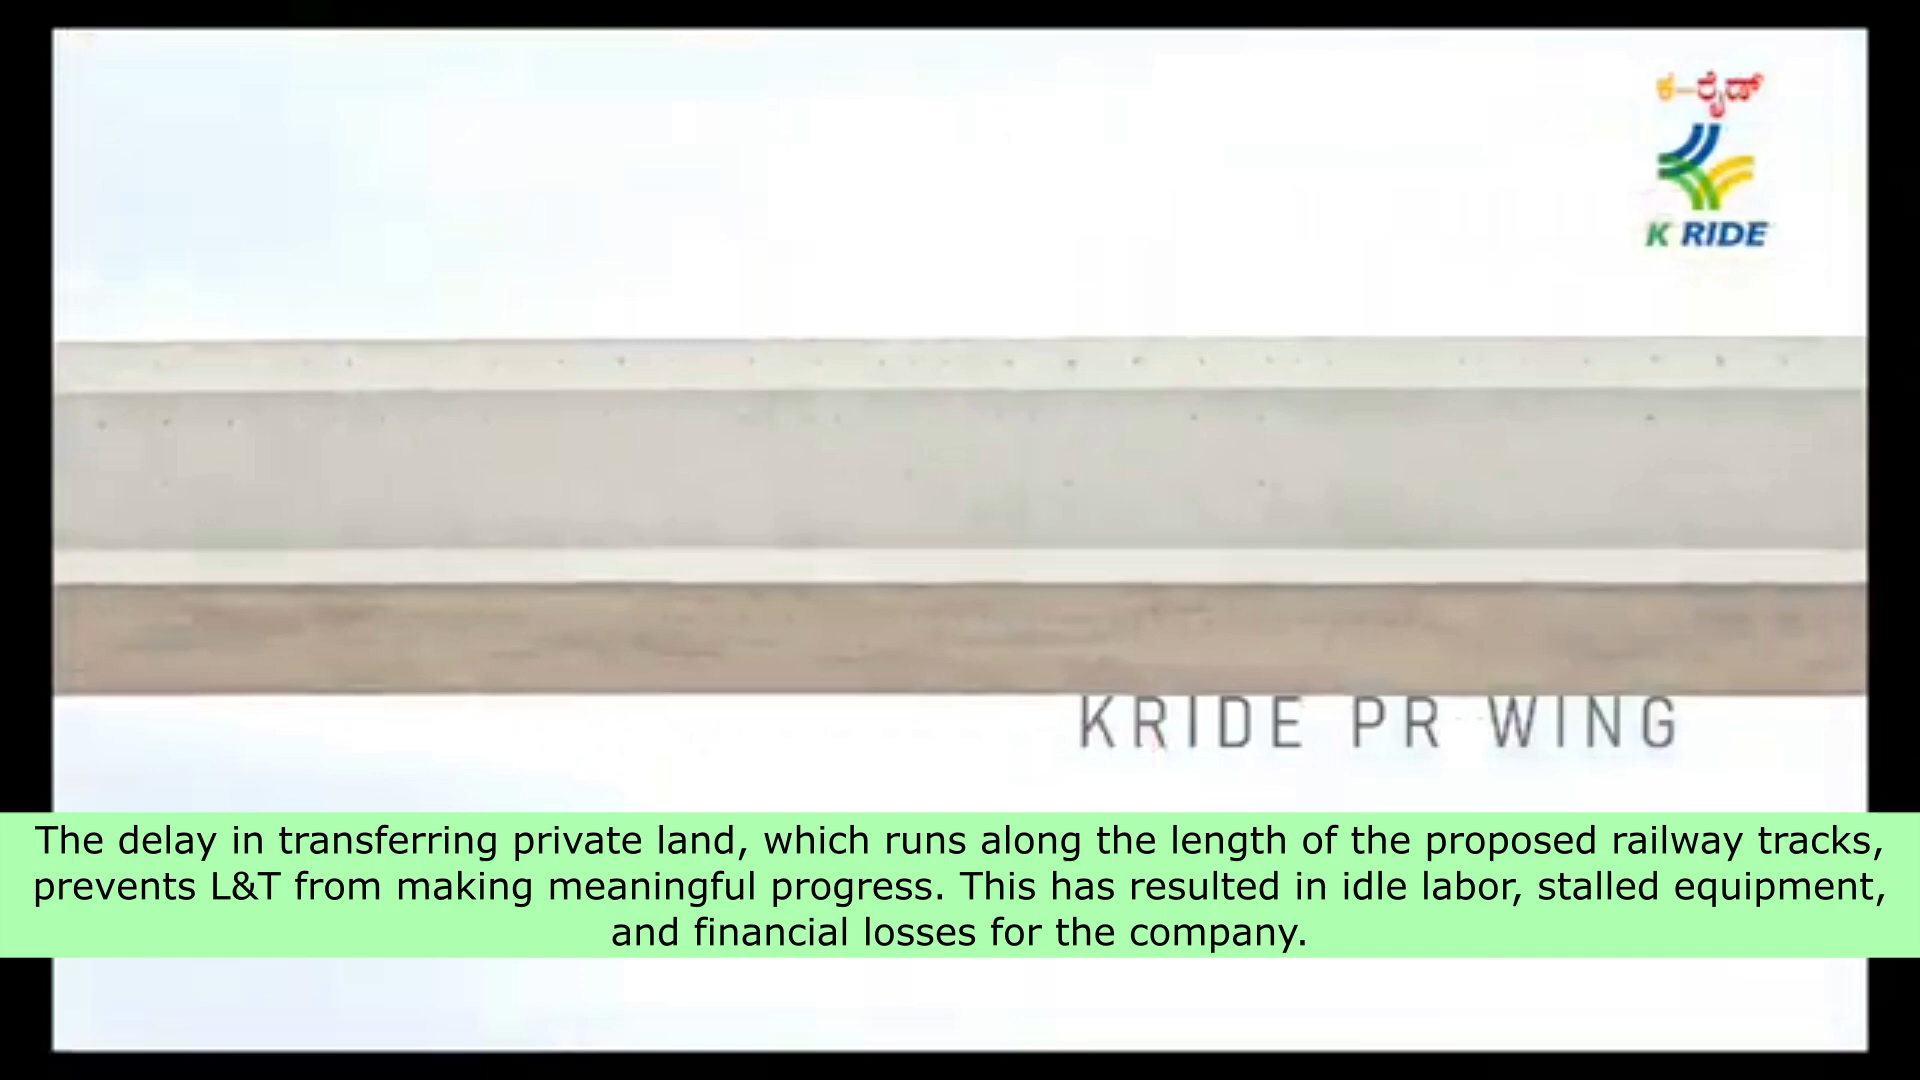 ಕ-ರೈಡ್
K RIDE
KRIDE PR WING
The delay in transferring private land, which runs along the length of the proposed railway tracks,
prevents L&T from making meaningful progress. This has resulted in idle labor, stalled equipment,
and financial losses for the company.